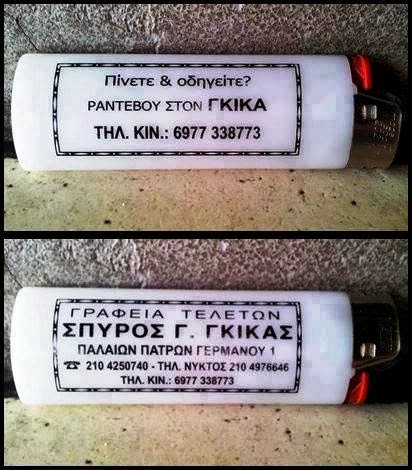 Πίνετε & οδηγείτε?
ΡΑΝΤΕΒΟΥ ΣΤΟΝ ΓΚΙΚΑ
ΤΗΛ. ΚΙΝ.: 6977 338773
ΓΡΑΦΕΙΑ ΤΕΛΕΤΩΝ
ΣΠΥΡΟΣ Γ. ΓΚΙΚΑΣ
ΠΑΛΑΙΩΝ ΠΑΤΡΩΝ ΓΕΡΜΑΝΟΥ 1
☎ 210 4250740 - ΤΗΛ. ΝΥΚΤΟΣ 210 4976646
ΤΗΛ. ΚΙΝ.: 6977 338773